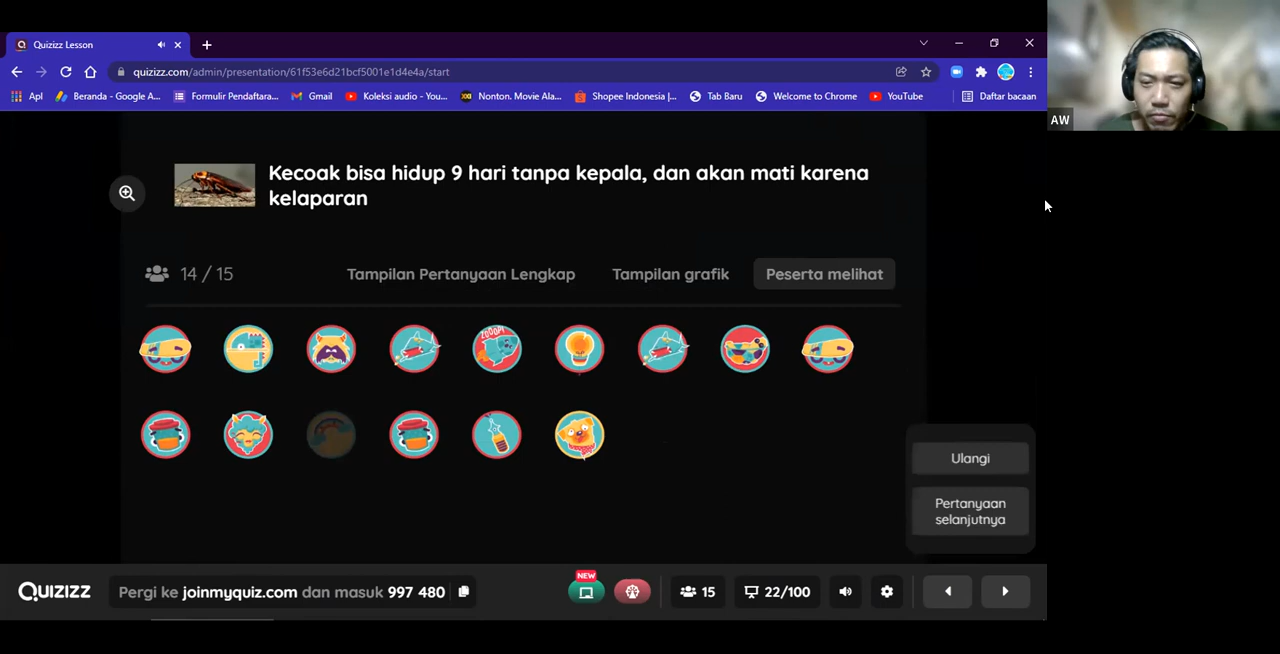 Quizizz Lesson
quizizz.com/admin/presentation/61f53e6d21bcf5001e1d4e4a/start
Apl
Beranda - Google A...
Formulir Pendaftara...
Gmail
Koleksi audio - You...
Nonton. Movie Ala...
Shopee Indonesia |...
Tab Baru
Welcome to Chrome
YouTube
Daftar bacaan
AW
Kecoak bisa hidup 9 hari tanpa kepala, dan akan mati karena
kelaparan
14 / 15
Tampilan Pertanyaan Lengkap
Tampilan grafik
Peserta melihat
ZOOOP!
Ulangi
Pertanyaan
selanjutnya
QUIZIZZ
Pergi ke joinmyquiz.com dan masuk 997 480
NEW
15
22/100